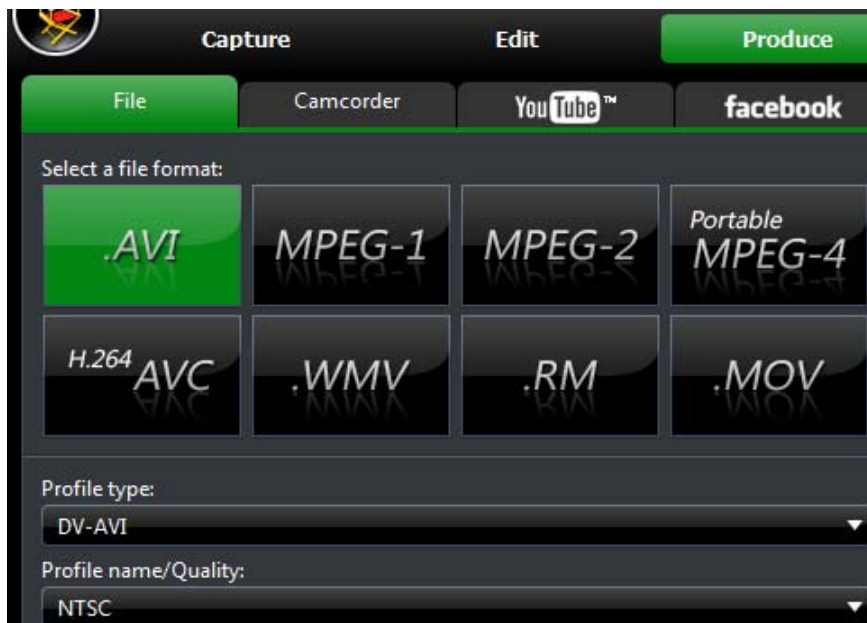 Capture Edit Produce
File Camcorder YouTube™ facebook
Select a file format:
.AVI MPEG-1 MPEG-2 Portable MPEG-4
H.264 AVC .WMV .RM .MOV
Profile type:
DV-AVI
Profile name/Quality:
NTSC